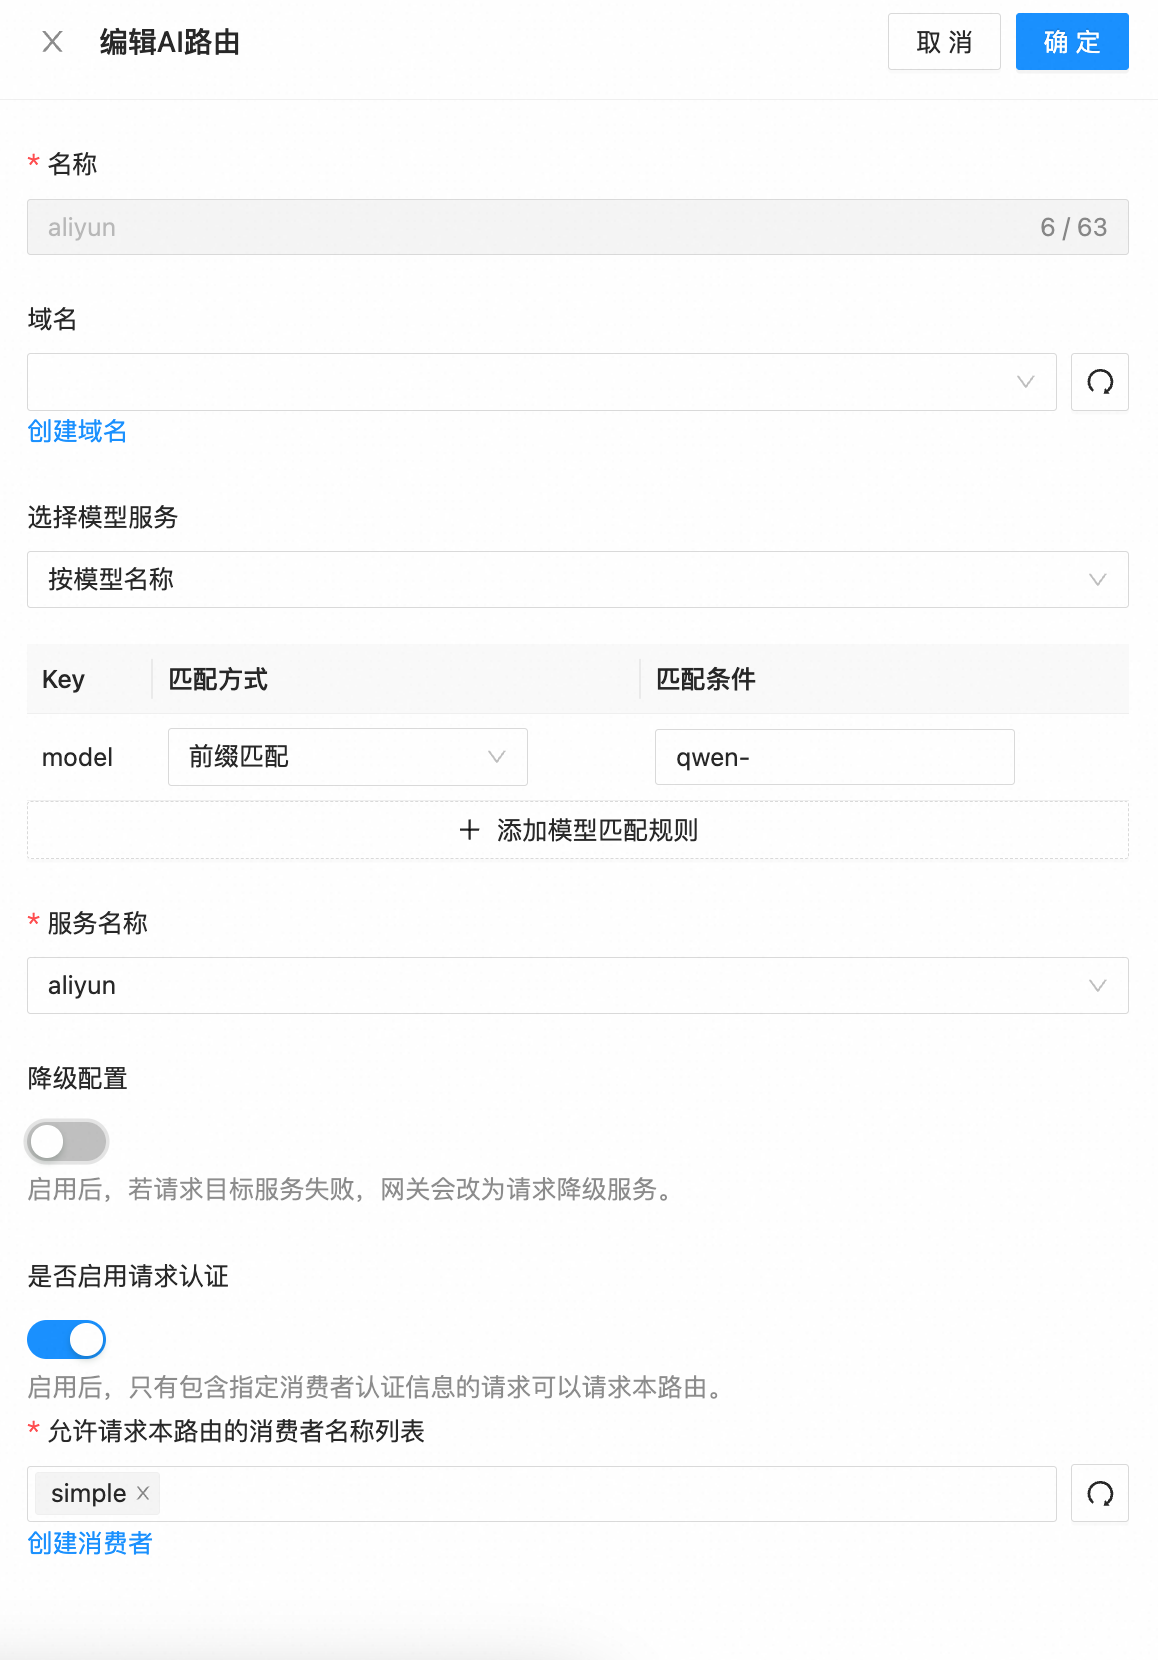 编辑AI路由
取 消
确 定
* 名称
aliyun
6 / 63
域名
创建域名
选择模型服务
按模型名称
Key 匹配方式 匹配条件
model 前缀匹配 qwen-
+ 添加模型匹配规则
* 服务名称
aliyun
降级配置
启用后，若请求目标服务失败，网关会改为请求降级服务。
是否启用请求认证
启用后，只有包含指定消费者认证信息的请求可以请求本路由。
* 允许请求本路由的消费者名称列表
simple
创建消费者